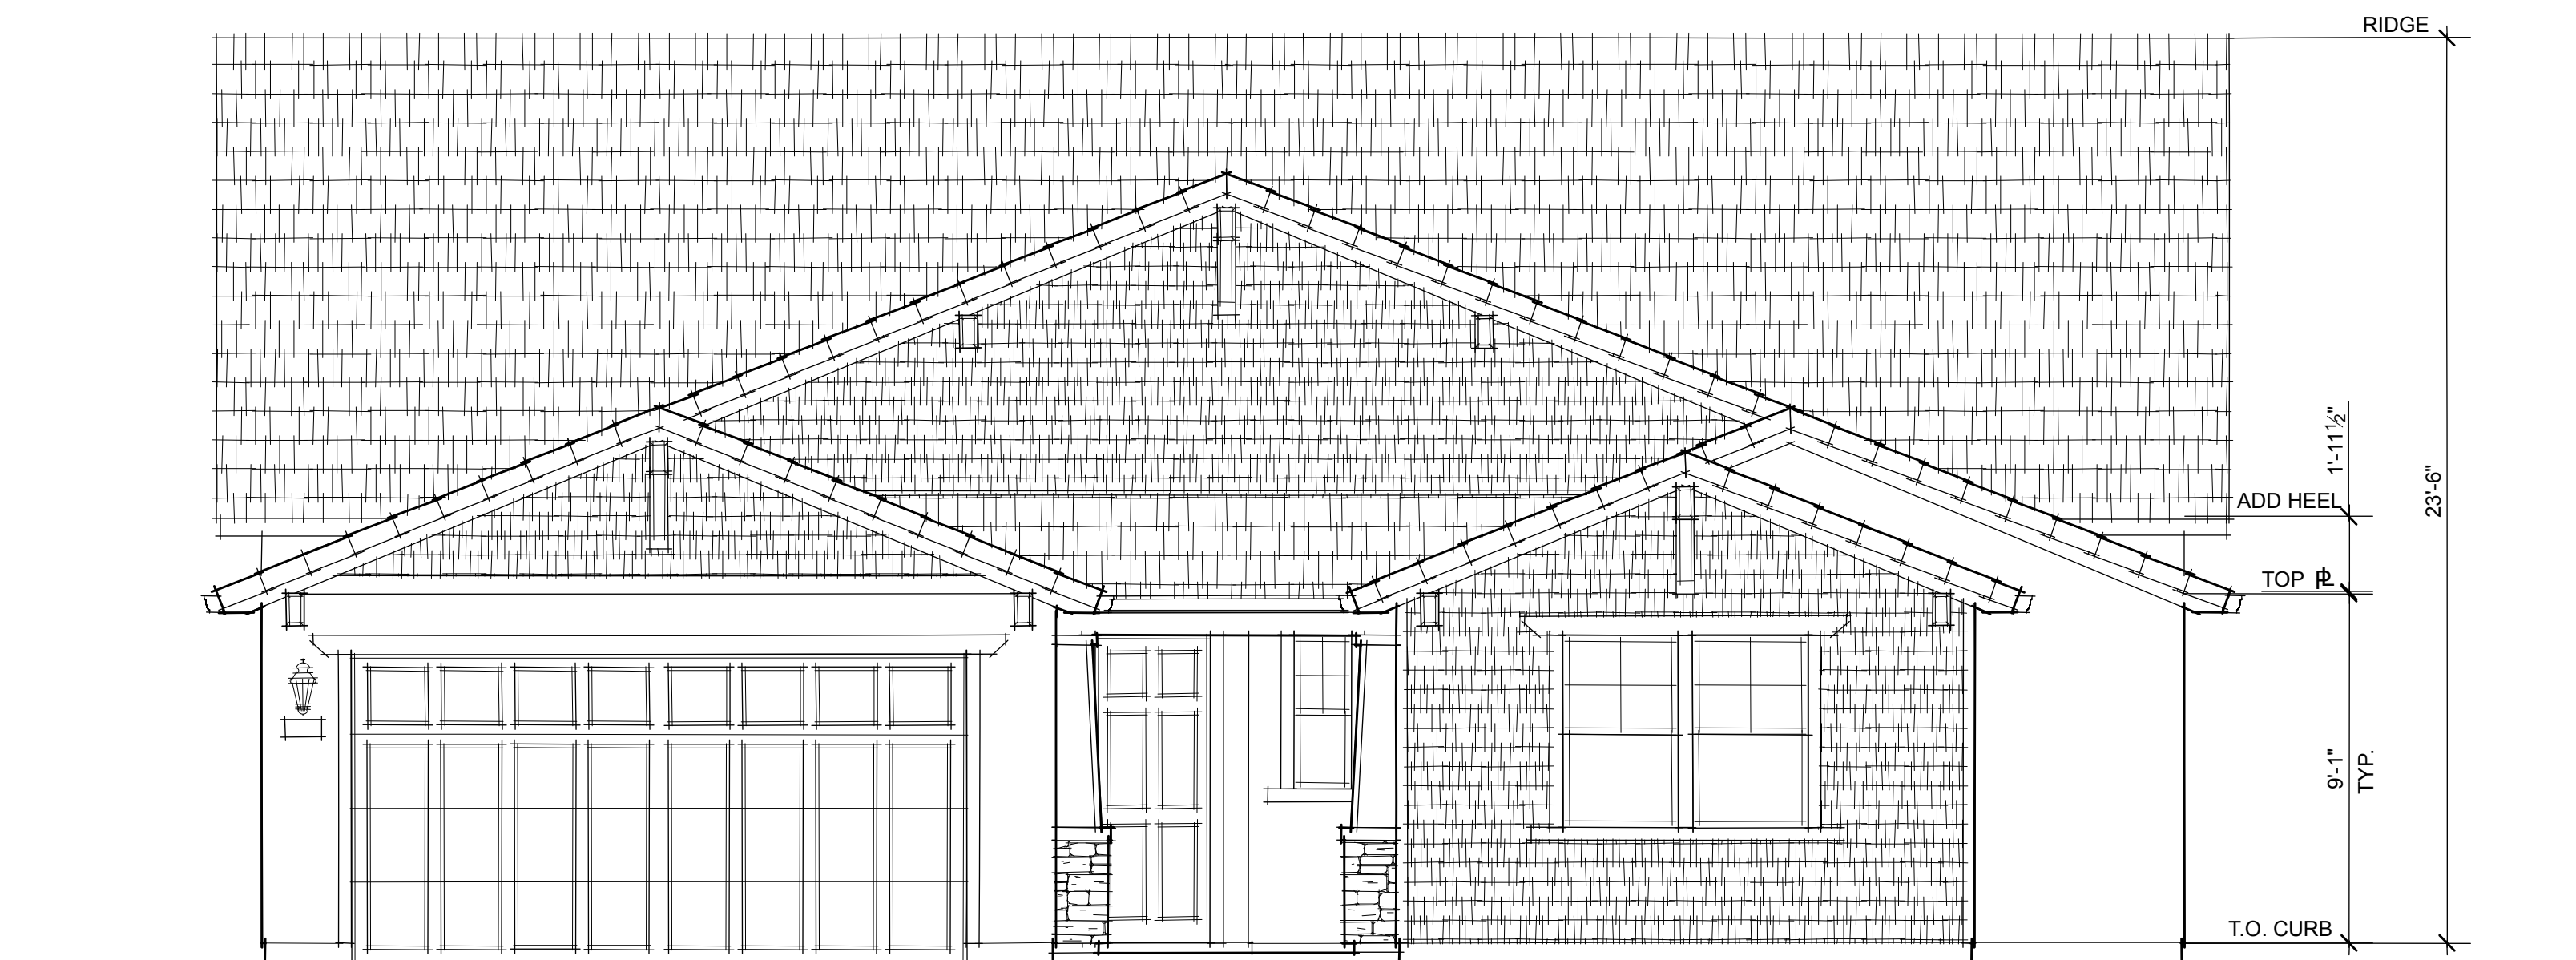 RIDGE
1'-11½"
23'-6"
ADD HEEL
TOP PL
9'-1"
TYP.
T.O. CURB